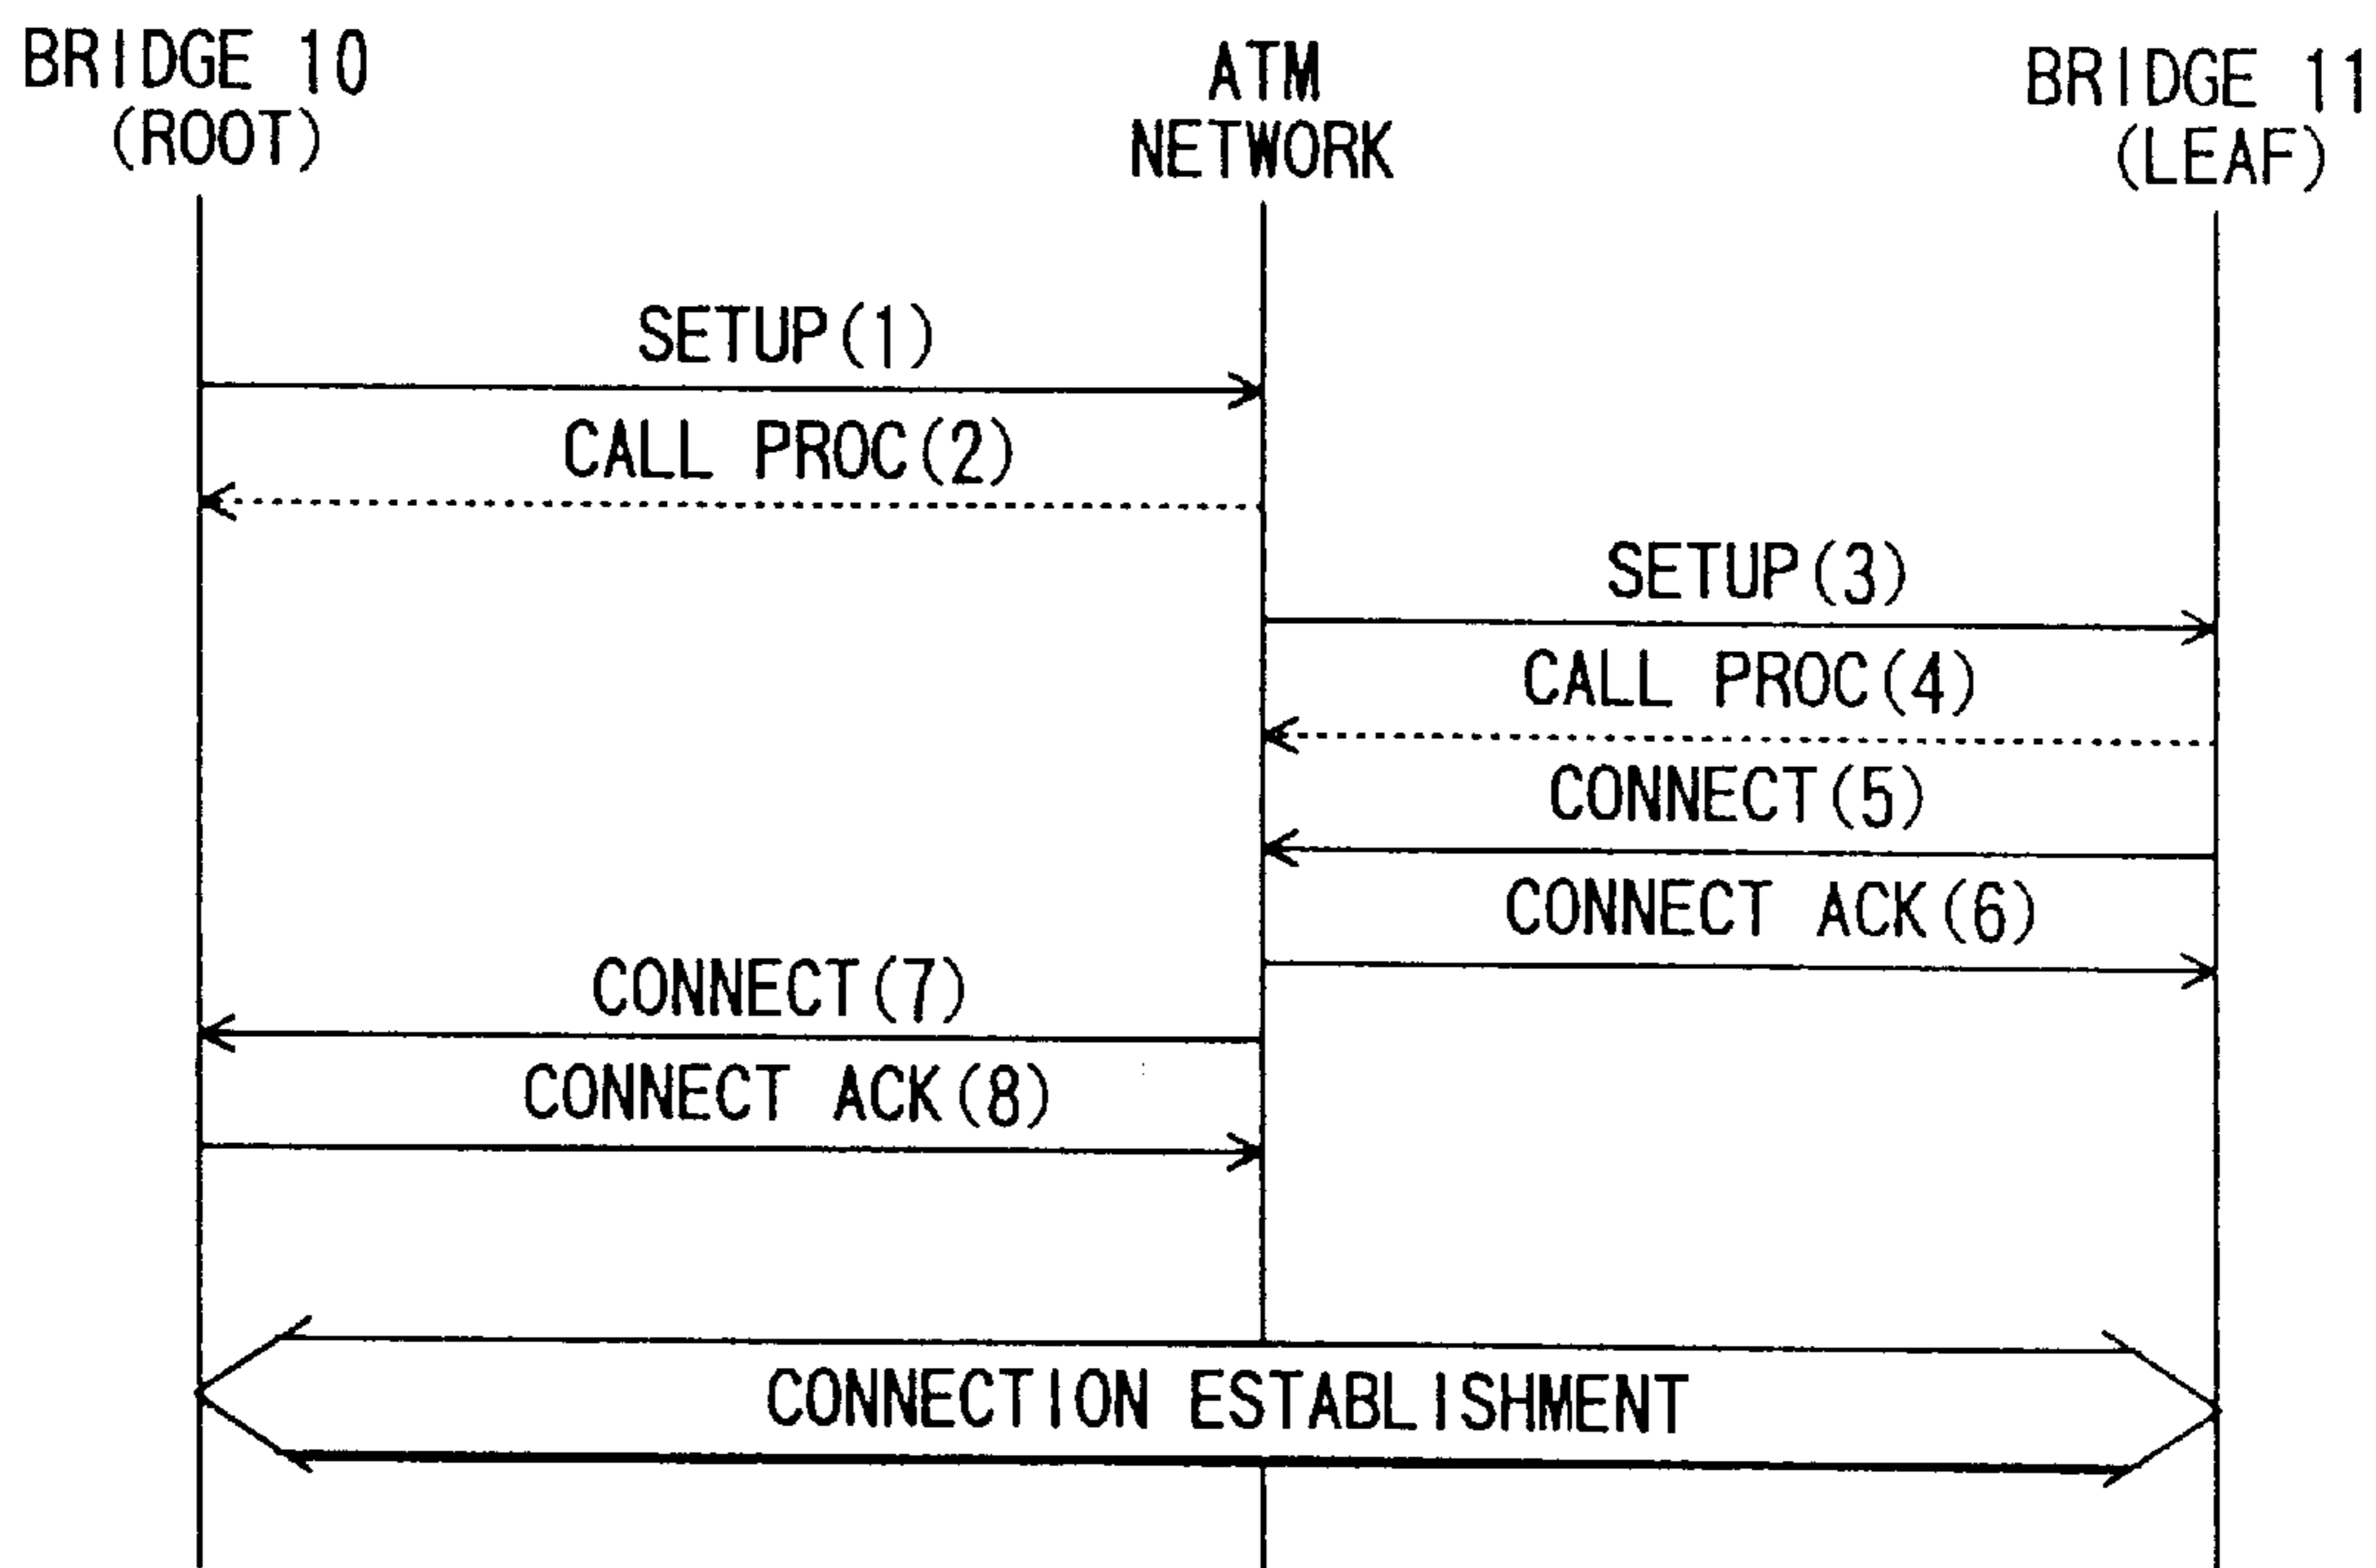 BRIDGE 10
(ROOT)
ATM
NETWORK
BRIDGE 11
(LEAF)
SETUP(1)
CALL PROC(2)
SETUP(3)
CALL PROC(4)
CONNECT(5)
CONNECT ACK(6)
CONNECT(7)
CONNECT ACK(8)
CONNECTION ESTABLISHMENT